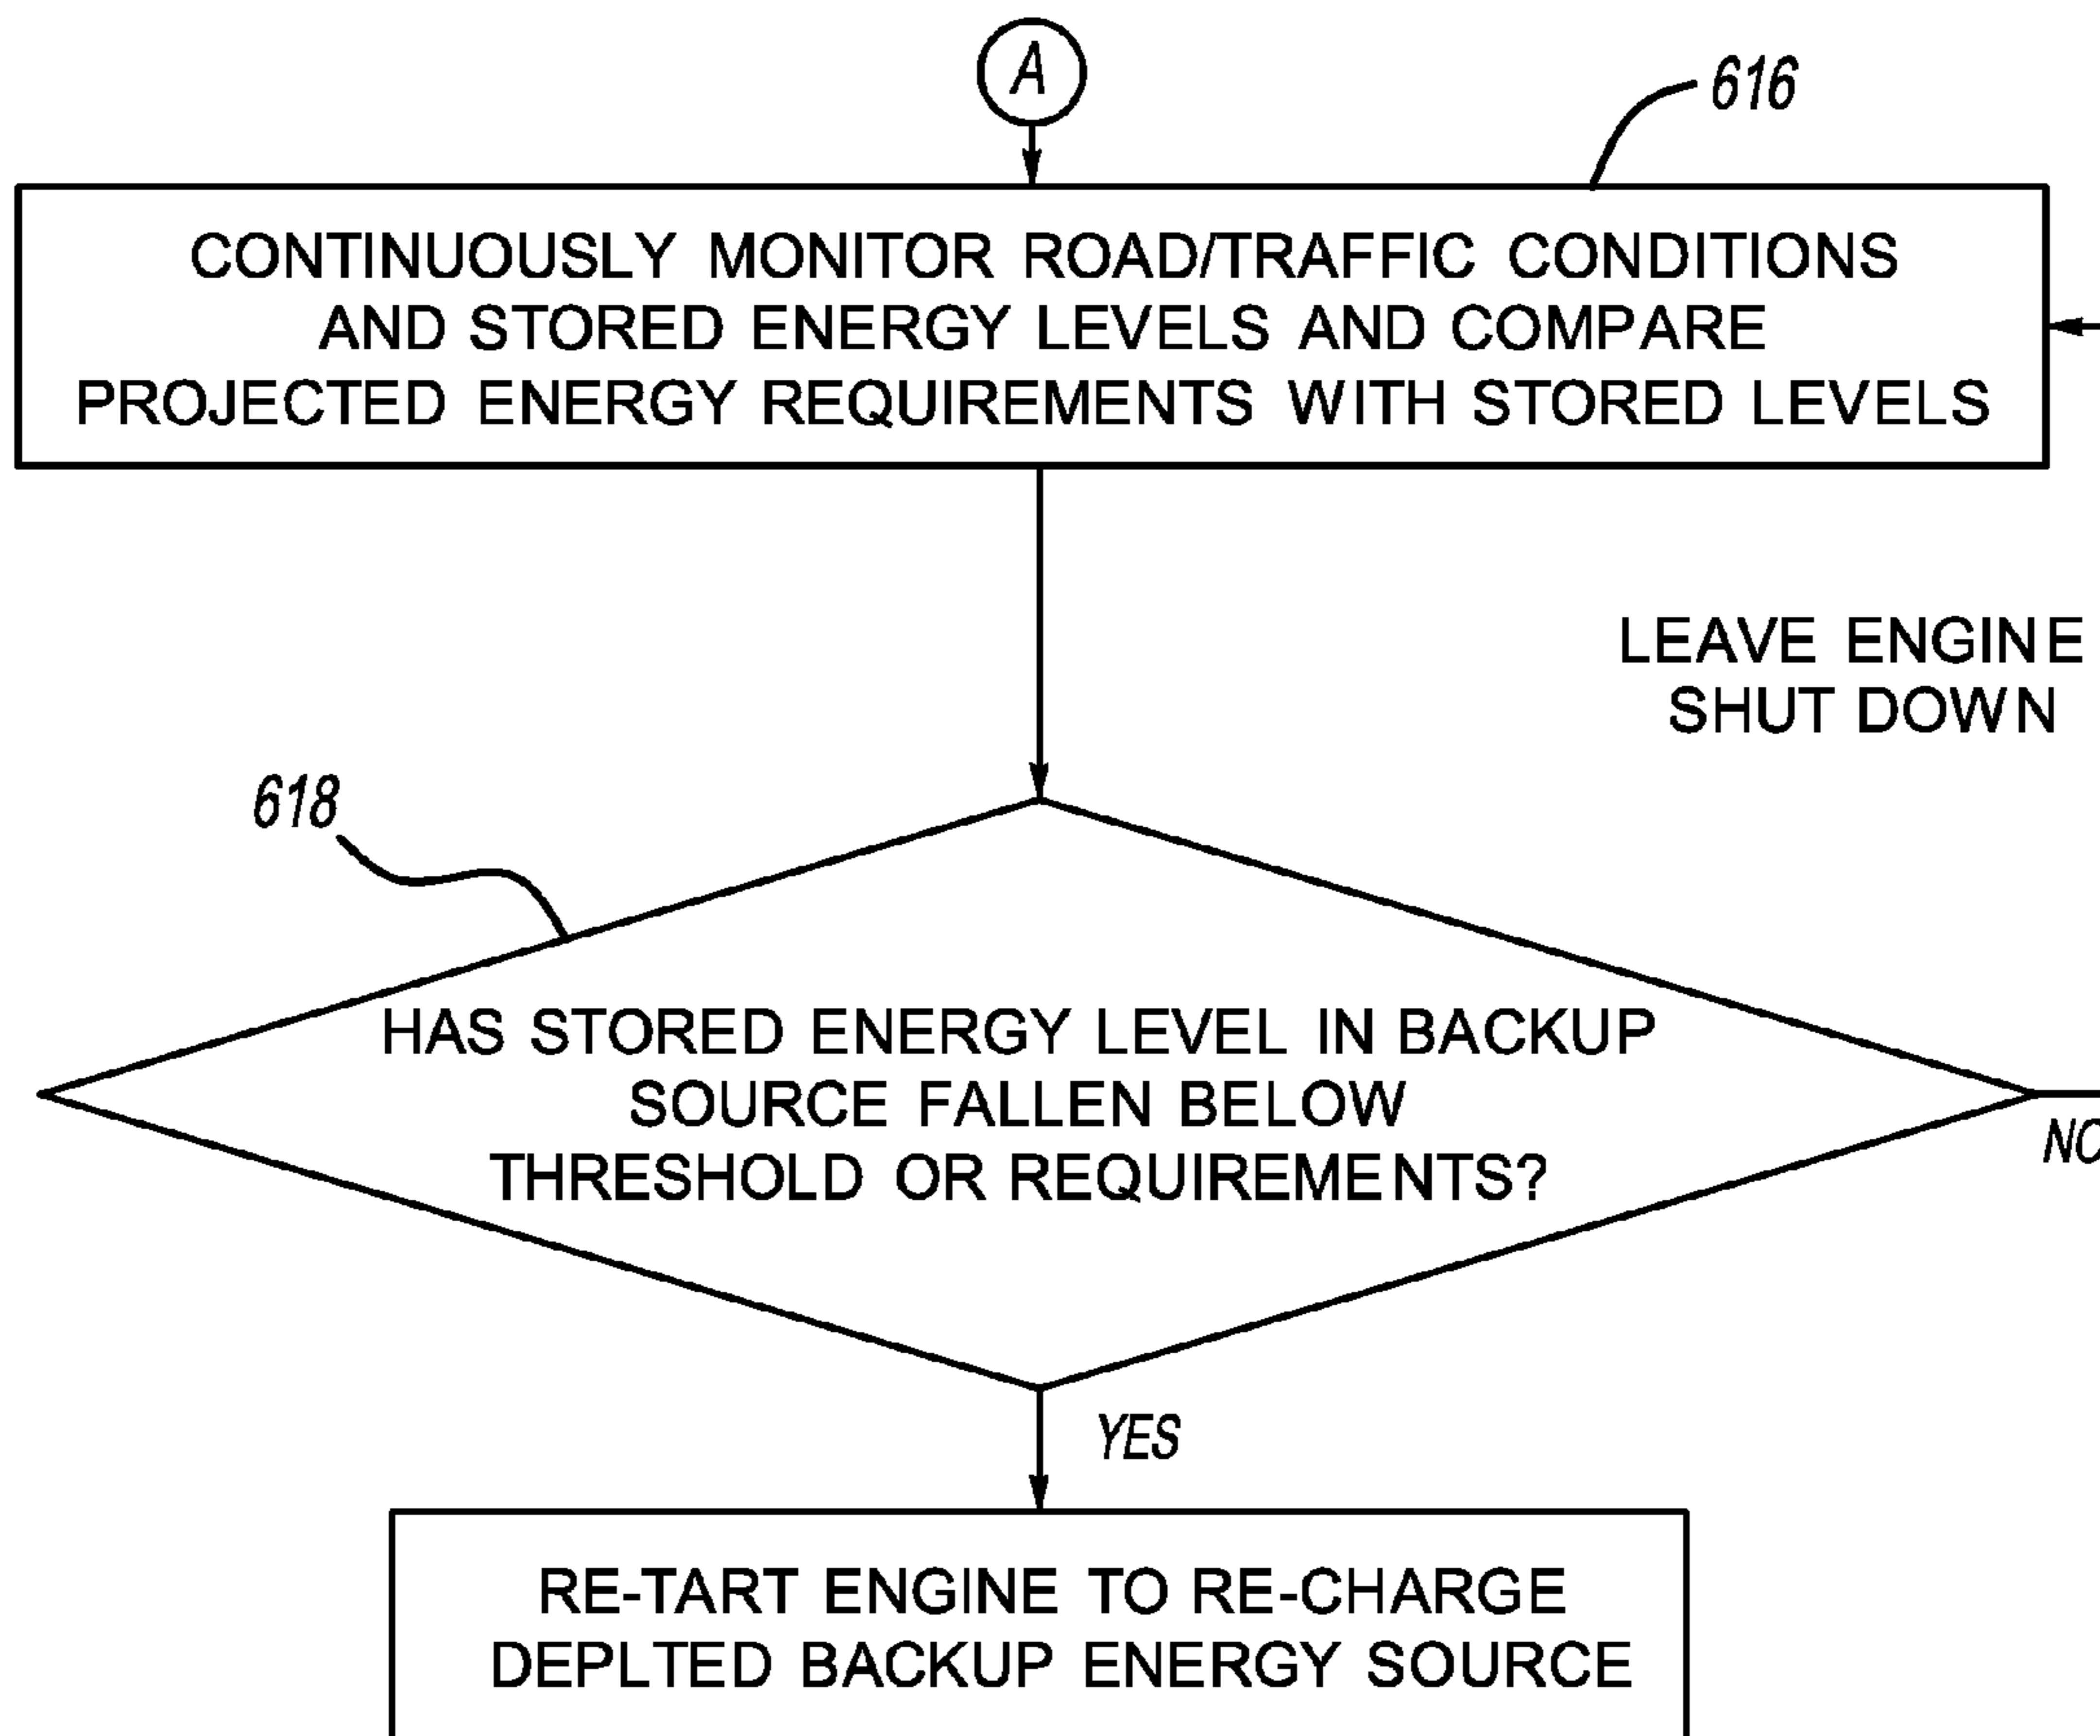 A
616
CONTINUOUSLY MONITOR ROAD/TRAFFIC CONDITIONS
AND STORED ENERGY LEVELS AND COMPARE
PROJECTED ENERGY REQUIREMENTS WITH STORED LEVELS
LEAVE ENGINE
SHUT DOWN
618
HAS STORED ENERGY LEVEL IN BACKUP
SOURCE FALLEN BELOW
THRESHOLD OR REQUIREMENTS?
YES
RE-TART ENGINE TO RE-CHARGE
DEPLTED BACKUP ENERGY SOURCE